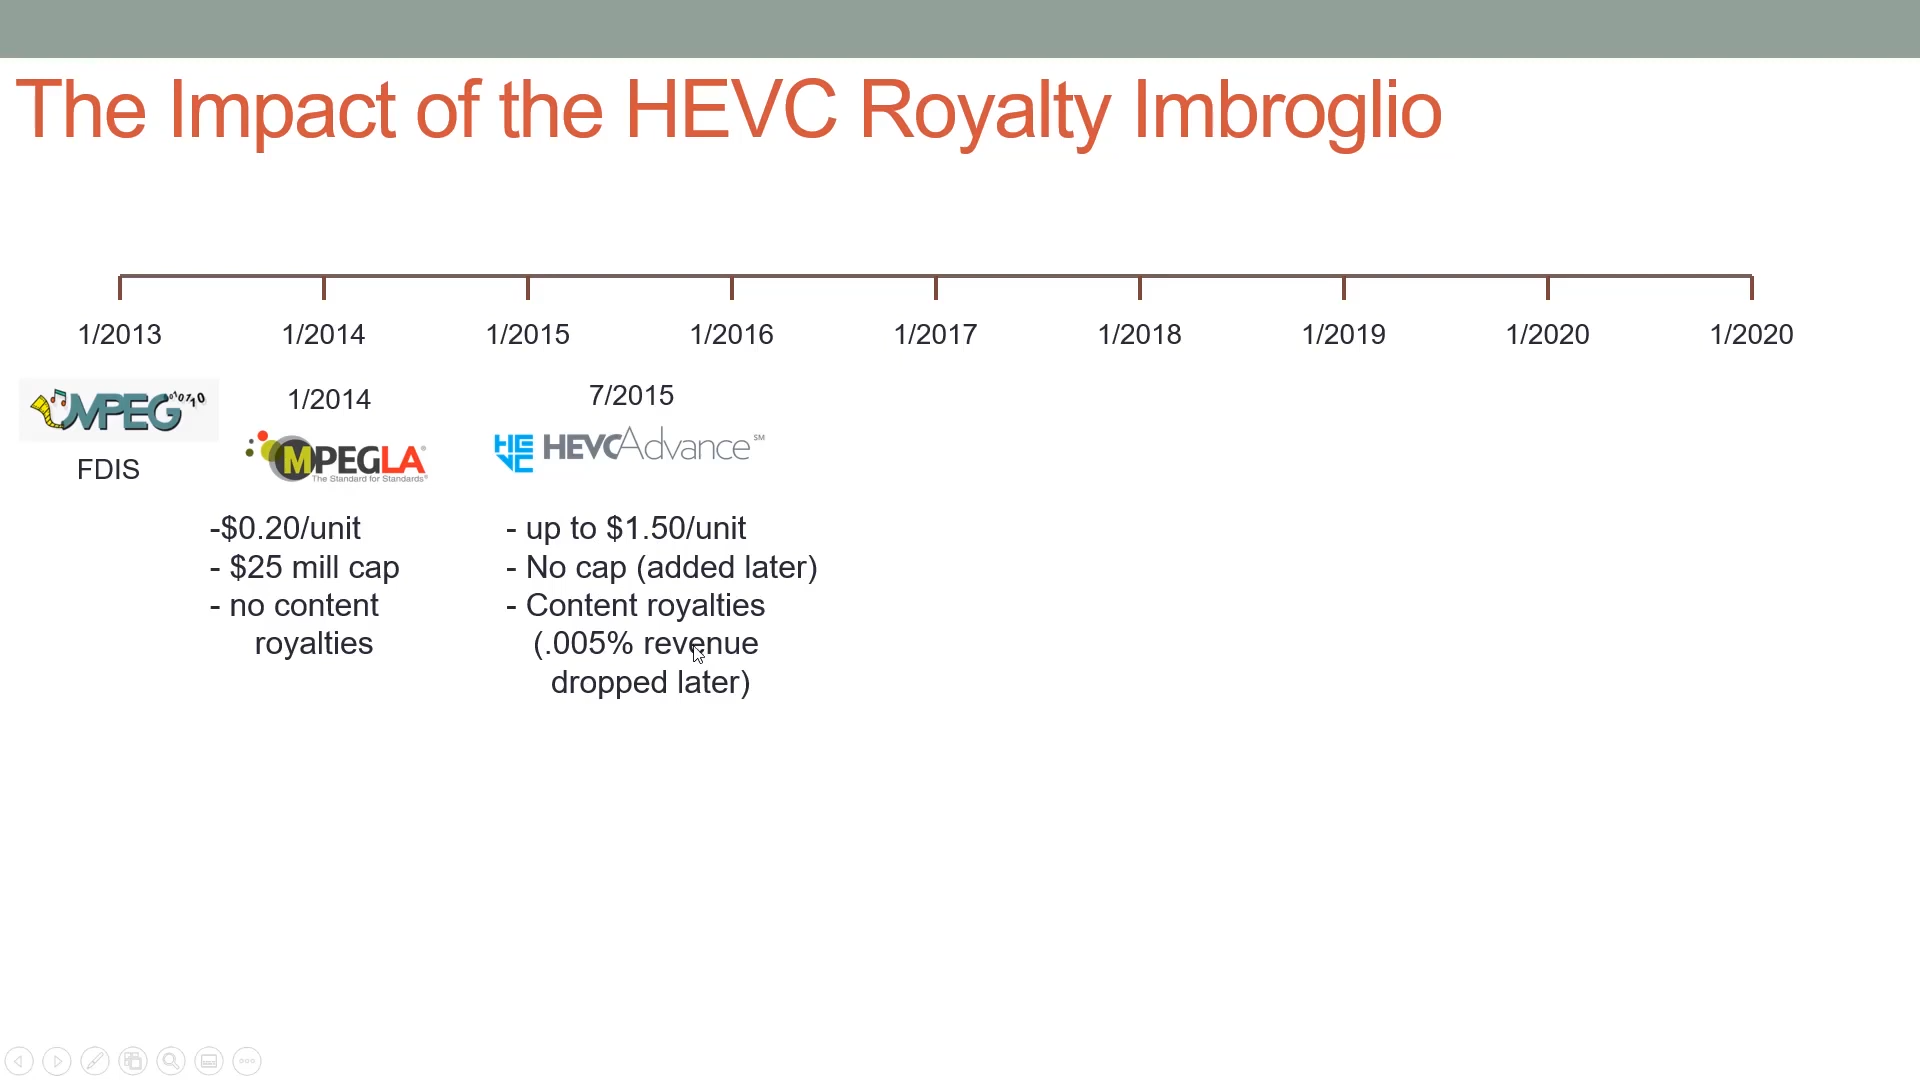 The Impact of the HEVC Royalty Imbroglio
1/2013 1/2014 1/2015 1/2016 1/2017 1/2018 1/2019 1/2020 1/2020
MPEG 010110
FDIS
1/2014
MPEGLA®
The Standard for Standards®
-$0.20/unit
- $25 mill cap
- no content
royalties
7/2015
HEVC HEVCAdvance℠
- up to $1.50/unit
- No cap (added later)
- Content royalties
(.005% revenue
dropped later)